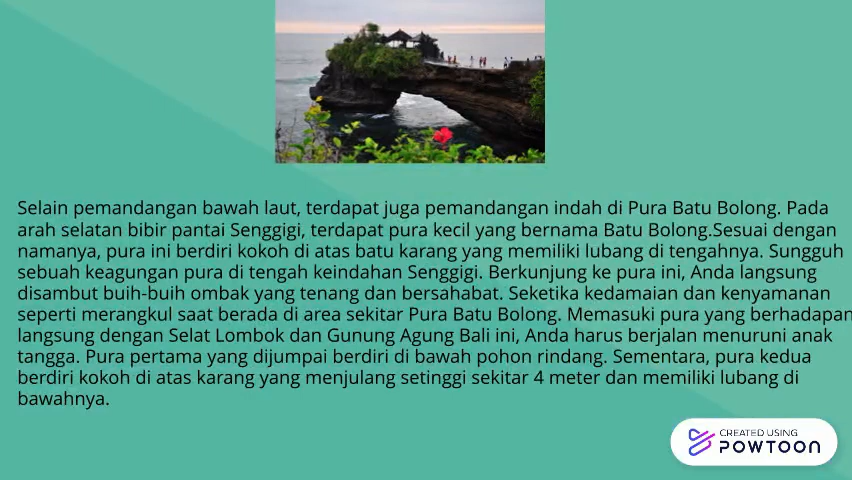 Selain pemandangan bawah laut, terdapat juga pemandangan indah di Pura Batu Bolong. Pada
arah selatan bibir pantai Senggigi, terdapat pura kecil yang bernama Batu Bolong.Sesuai dengan
namanya, pura ini berdiri kokoh di atas batu karang yang memiliki lubang di tengahnya. Sungguh
sebuah keagungan pura di tengah keindahan Senggigi. Berkunjung ke pura ini, Anda langsung
disambut buih-buih ombak yang tenang dan bersahabat. Seketika kedamaian dan kenyamanan
seperti merangkul saat berada di area sekitar Pura Batu Bolong. Memasuki pura yang berhadapan
langsung dengan Selat Lombok dan Gunung Agung Bali ini, Anda harus berjalan menuruni anak
tangga. Pura pertama yang dijumpai berdiri di bawah pohon rindang. Sementara, pura kedua
berdiri kokoh di atas karang yang menjulang setinggi sekitar 4 meter dan memiliki lubang di
bawahnya.
CREATED USING
POWTOON